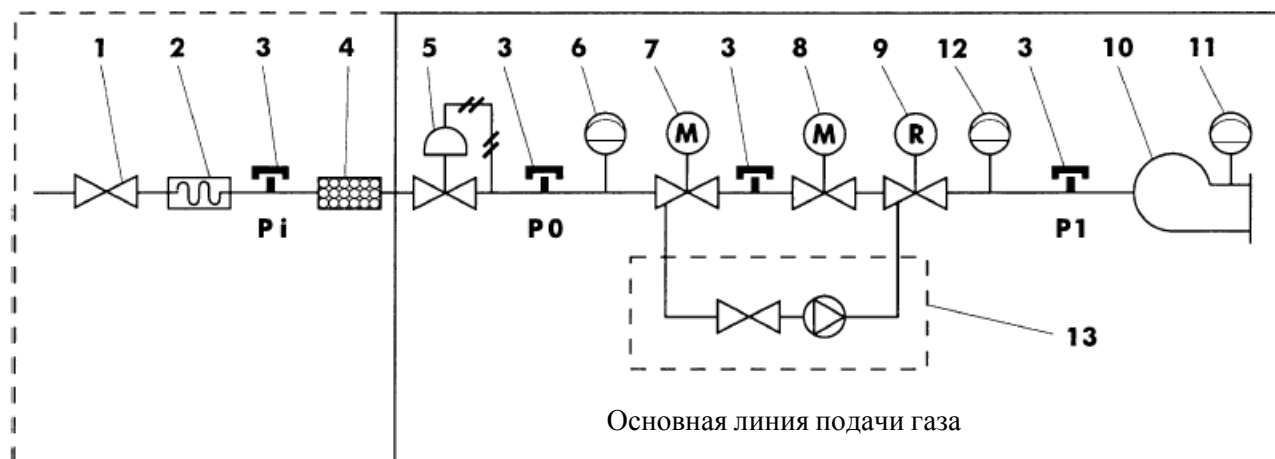 1 2 3 4 5 3 6 7 3 8 9 12 3 10 11
M M R
Pi P0 P1
13
Основная линия подачи газа